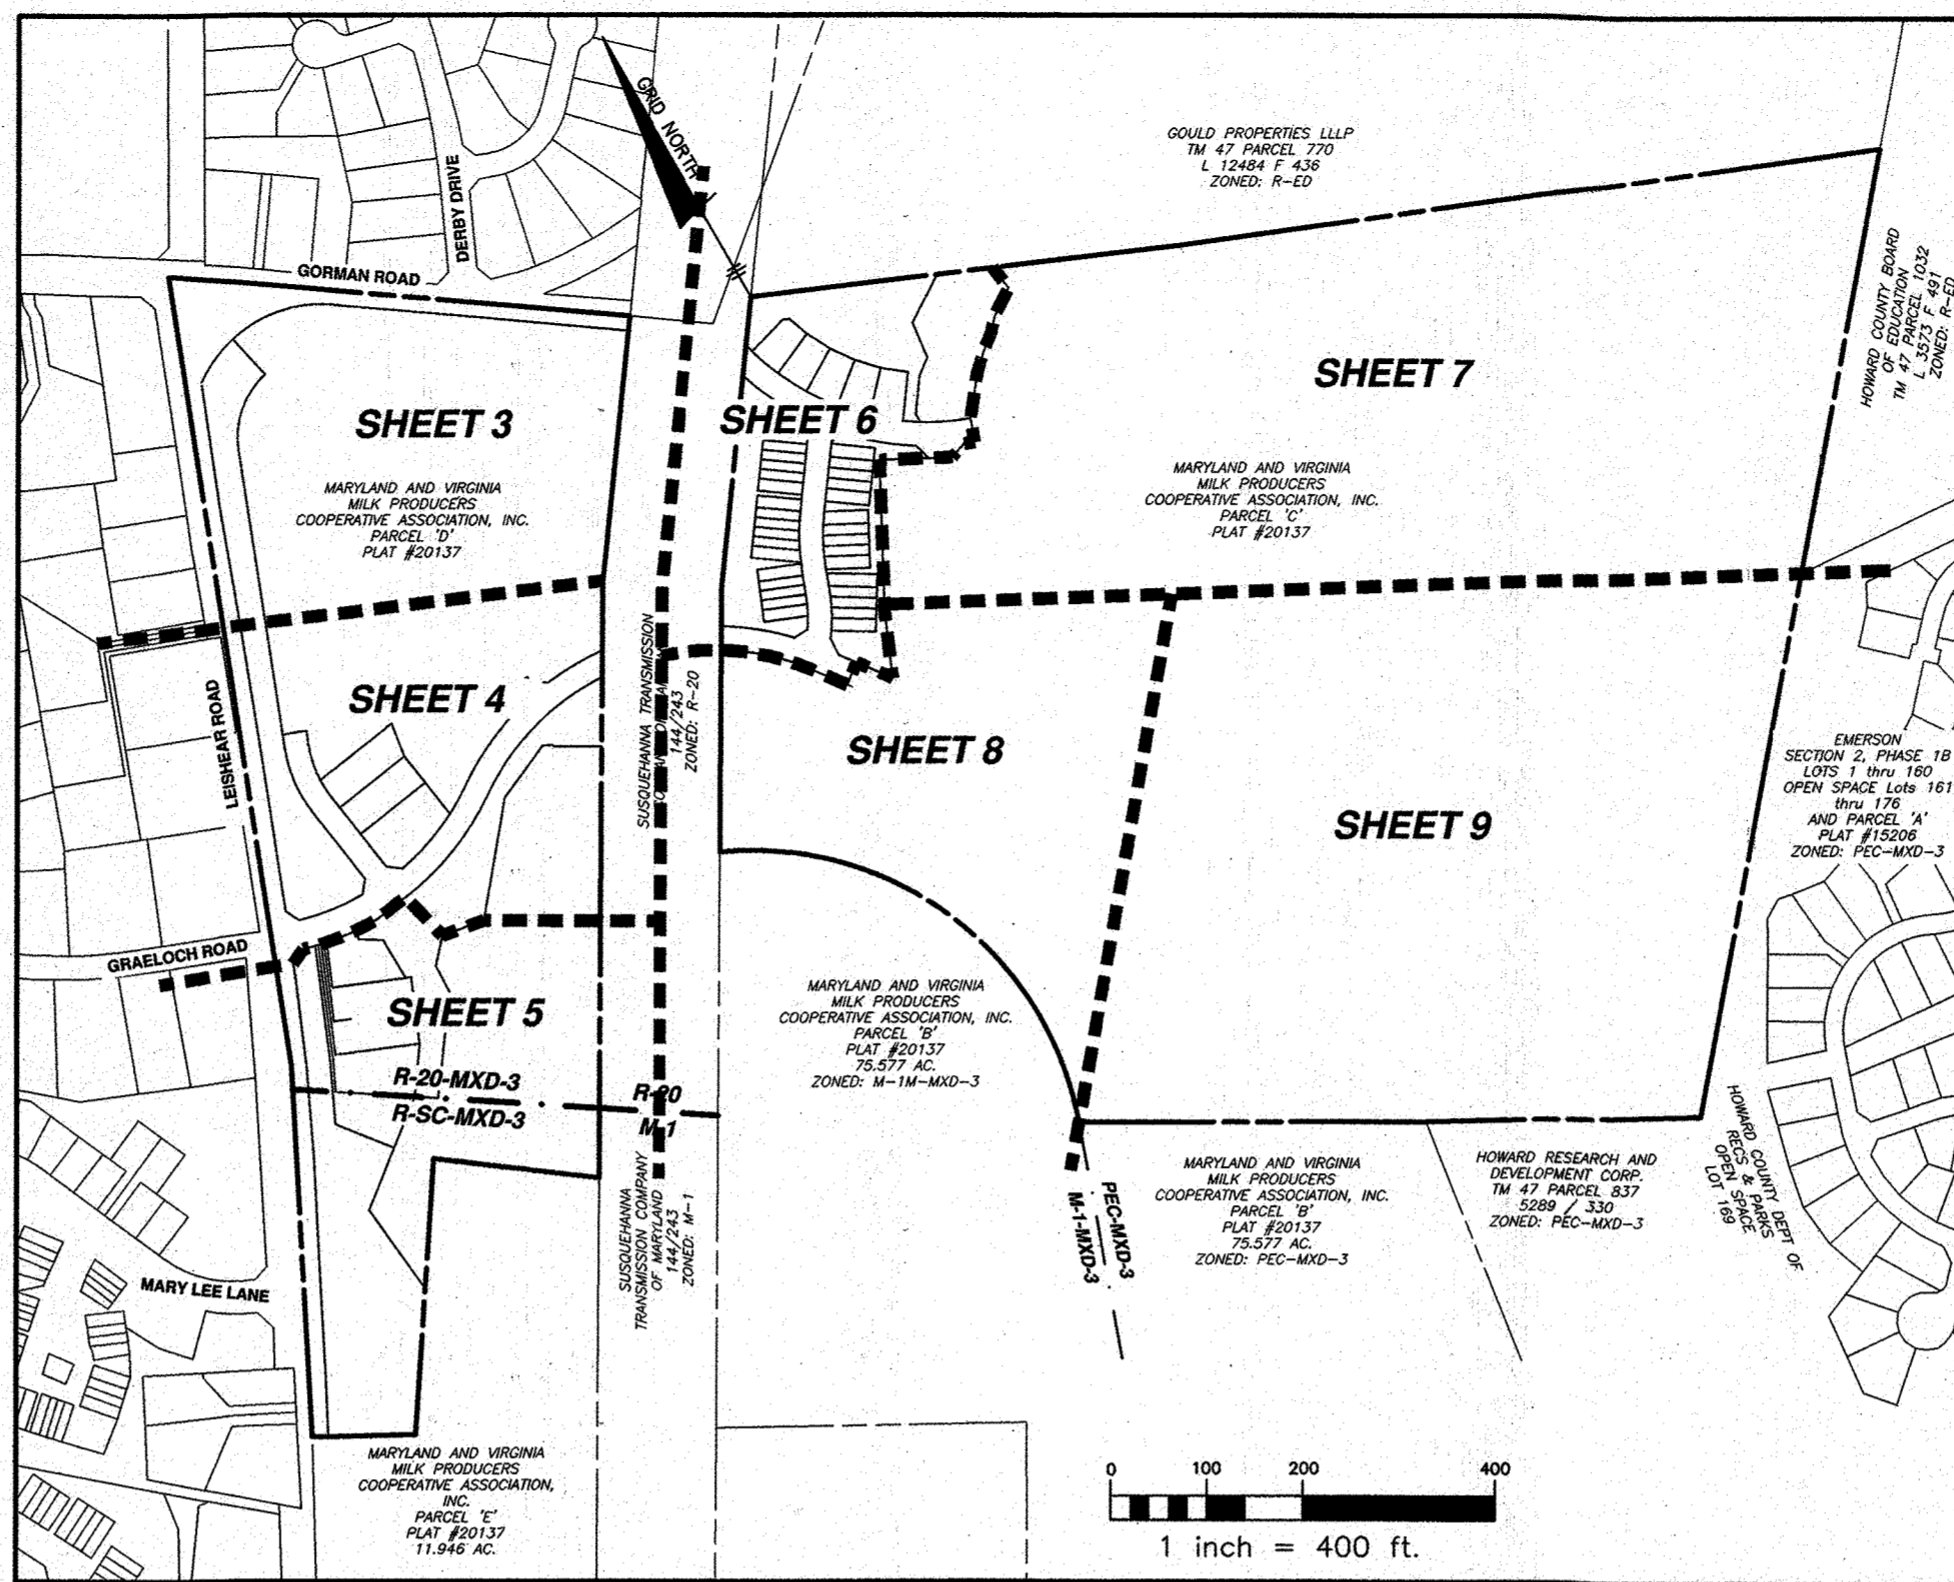 GRID NORTH
GOULD PROPERTIES LLLP
TM 47 PARCEL 770
L 12484 F 436
ZONED: R-ED
DERBY DRIVE
GORMAN ROAD
HOWARD COUNTY BOARD
OF EDUCATION
TM 47 PARCEL 1032
L 3573 F 491
ZONED: R-ED
SHEET 3
SHEET 6
SHEET 7
MARYLAND AND VIRGINIA
MILK PRODUCERS
COOPERATIVE ASSOCIATION, INC.
PARCEL 'D'
PLAT #20137
MARYLAND AND VIRGINIA
MILK PRODUCERS
COOPERATIVE ASSOCIATION, INC.
PARCEL 'C'
PLAT #20137
LEISHEAR ROAD
SHEET 4
SUSQUEHANNA TRANSMISSION
144/243
ZONED: R-20
SHEET 8
SHEET 9
EMERSON
SECTION 2, PHASE 1B
LOTS 1 thru 160
OPEN SPACE Lots 161
thru 176
AND PARCEL 'A'
PLAT #15206
ZONED: PEC-MXD-3
GRAELOCH ROAD
SHEET 5
MARYLAND AND VIRGINIA
MILK PRODUCERS
COOPERATIVE ASSOCIATION, INC.
PARCEL 'B'
PLAT #20137
75.577 AC.
ZONED: M-1M-MXD-3
R-20-MXD-3
R-SC-MXD-3
R-20
M-1
SUSQUEHANNA
TRANSMISSION COMPANY
OF MARYLAND
144/243
ZONED: M-1
PEC-MXD-3
M-1-MXD-3
MARYLAND AND VIRGINIA
MILK PRODUCERS
COOPERATIVE ASSOCIATION, INC.
PARCEL 'B'
PLAT #20137
75.577 AC.
ZONED: PEC-MXD-3
HOWARD RESEARCH AND
DEVELOPMENT CORP.
TM 47 PARCEL 837
5289 / 330
ZONED: PEC-MXD-3
HOWARD COUNTY DEPT OF
RECS & PARKS
OPEN SPACE
LOT 169
MARY LEE LANE
MARYLAND AND VIRGINIA
MILK PRODUCERS
COOPERATIVE ASSOCIATION,
INC.
PARCEL 'E'
PLAT #20137
11.946 AC.
0 100 200 400
1 inch = 400 ft.